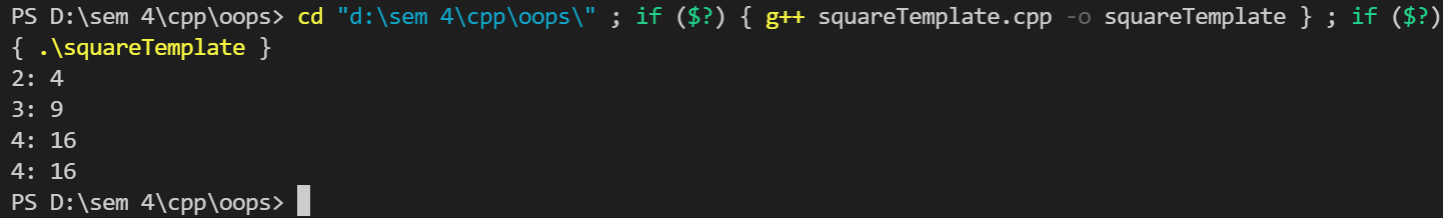 PS D:\sem 4\cpp\oops> cd "d:\sem 4\cpp\oops\" ; if ($?) { g++ squareTemplate.cpp -o squareTemplate } ; if ($?)
{ .\squareTemplate }
2: 4
3: 9
4: 16
4: 16
PS D:\sem 4\cpp\oops>